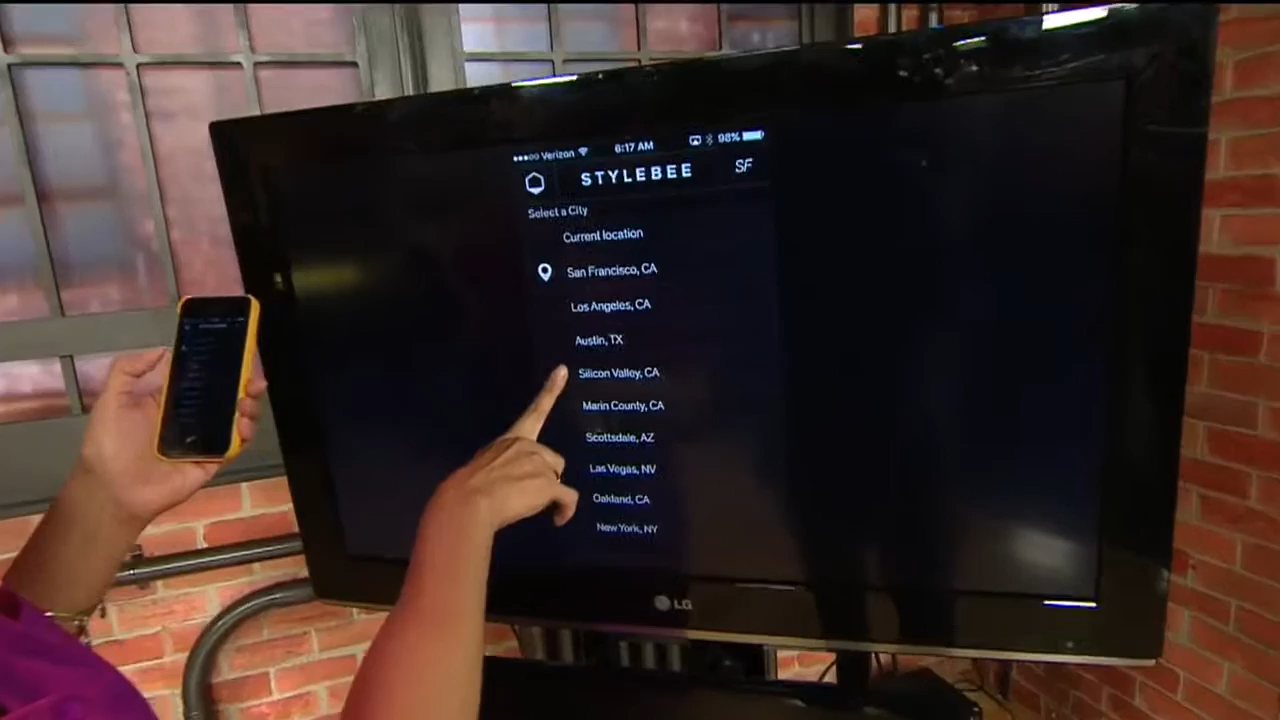 Verizon 6:17 AM 98%
STYLEBEE SF
Select a City
Current location
San Francisco, CA
Los Angeles, CA
Austin, TX
Silicon Valley, CA
Marin County, CA
Scottsdale, AZ
Las Vegas, NV
Oakland, CA
New York, NY
LG